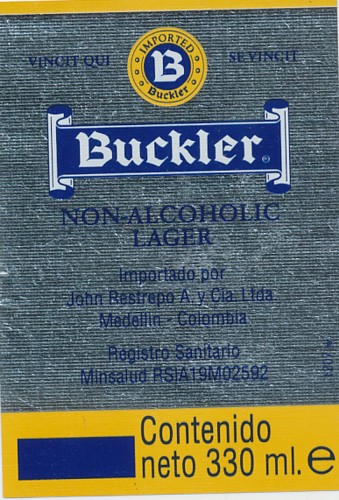 IMPORTED
B
Buckler
VINCIT QUI SE VINCIT
Buckler®
NON-ALCOHOLIC
LAGER
Importado por
John Restrepo A. y Cia. Ltda
Medellin - Colombia
Registro Sanitario
Minsalud RSIA19M02592
Contenido
neto 330 ml. e